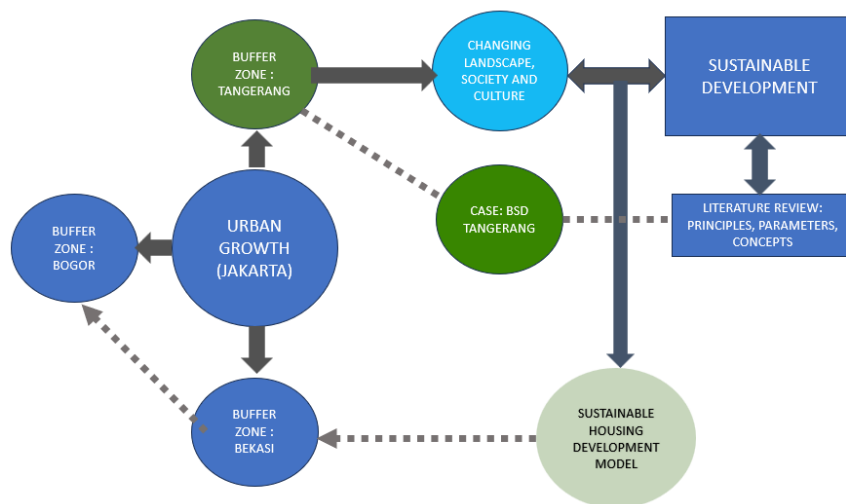 BUFFER
ZONE :
TANGERANG
CHANGING
LANDSCAPE,
SOCIETY AND
CULTURE
SUSTAINABLE
DEVELOPMENT
BUFFER
ZONE :
BOGOR
URBAN
GROWTH
(JAKARTA)
CASE: BSD
TANGERANG
LITERATURE REVIEW:
PRINCIPLES, PARAMETERS,
CONCEPTS
BUFFER
ZONE :
BEKASI
SUSTAINABLE
HOUSING
DEVELOPMENT
MODEL